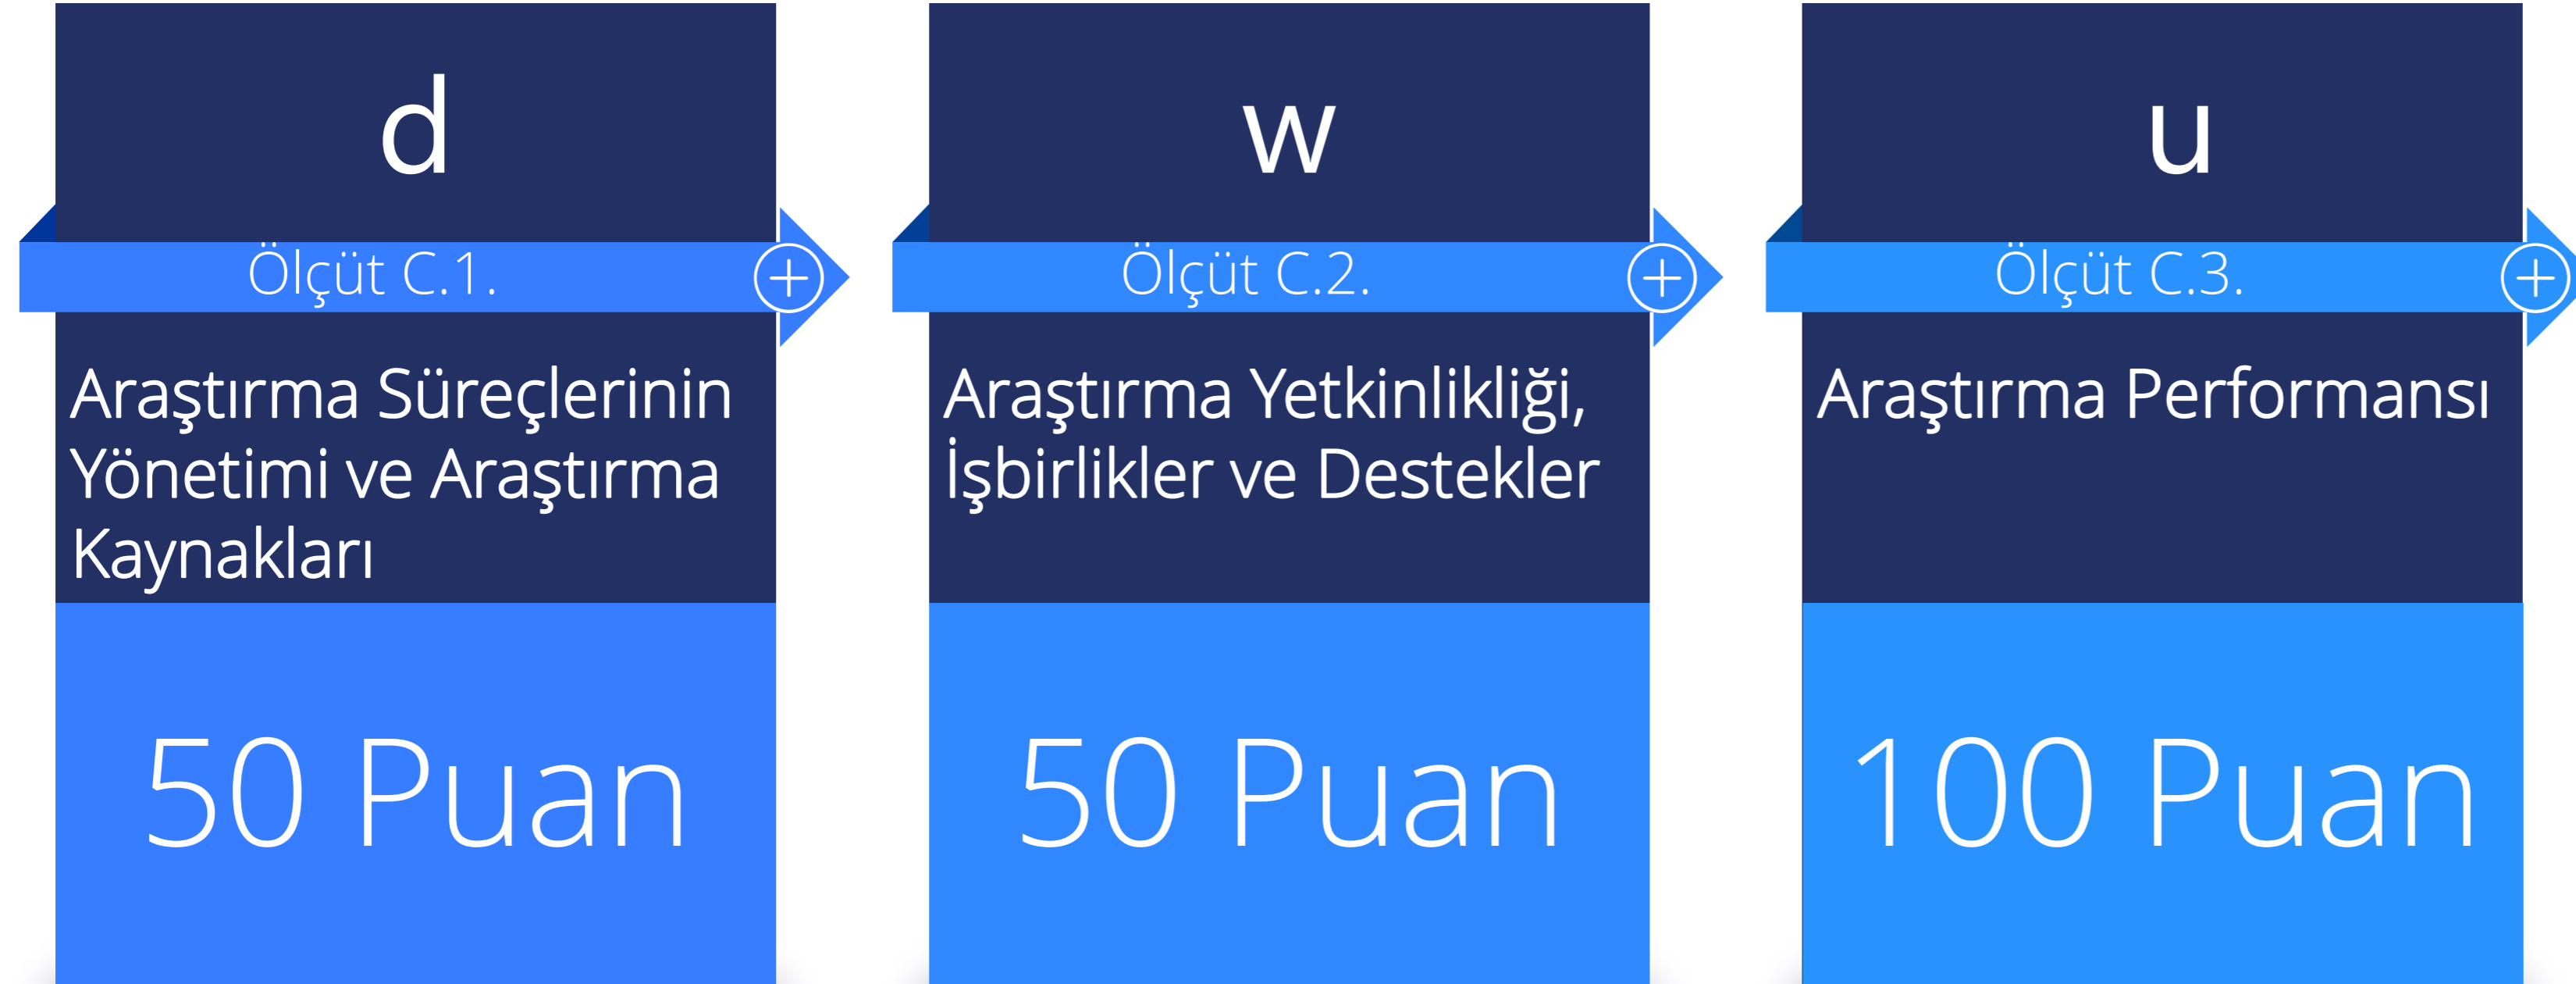 d
Ölçüt C.1.
Araştırma Süreçlerinin
Yönetimi ve Araştırma
Kaynakları
50 Puan
w
Ölçüt C.2.
Araştırma Yetkinlikliği,
İşbirlikler ve Destekler
50 Puan
u
Ölçüt C.3.
Araştırma Performansı
100 Puan